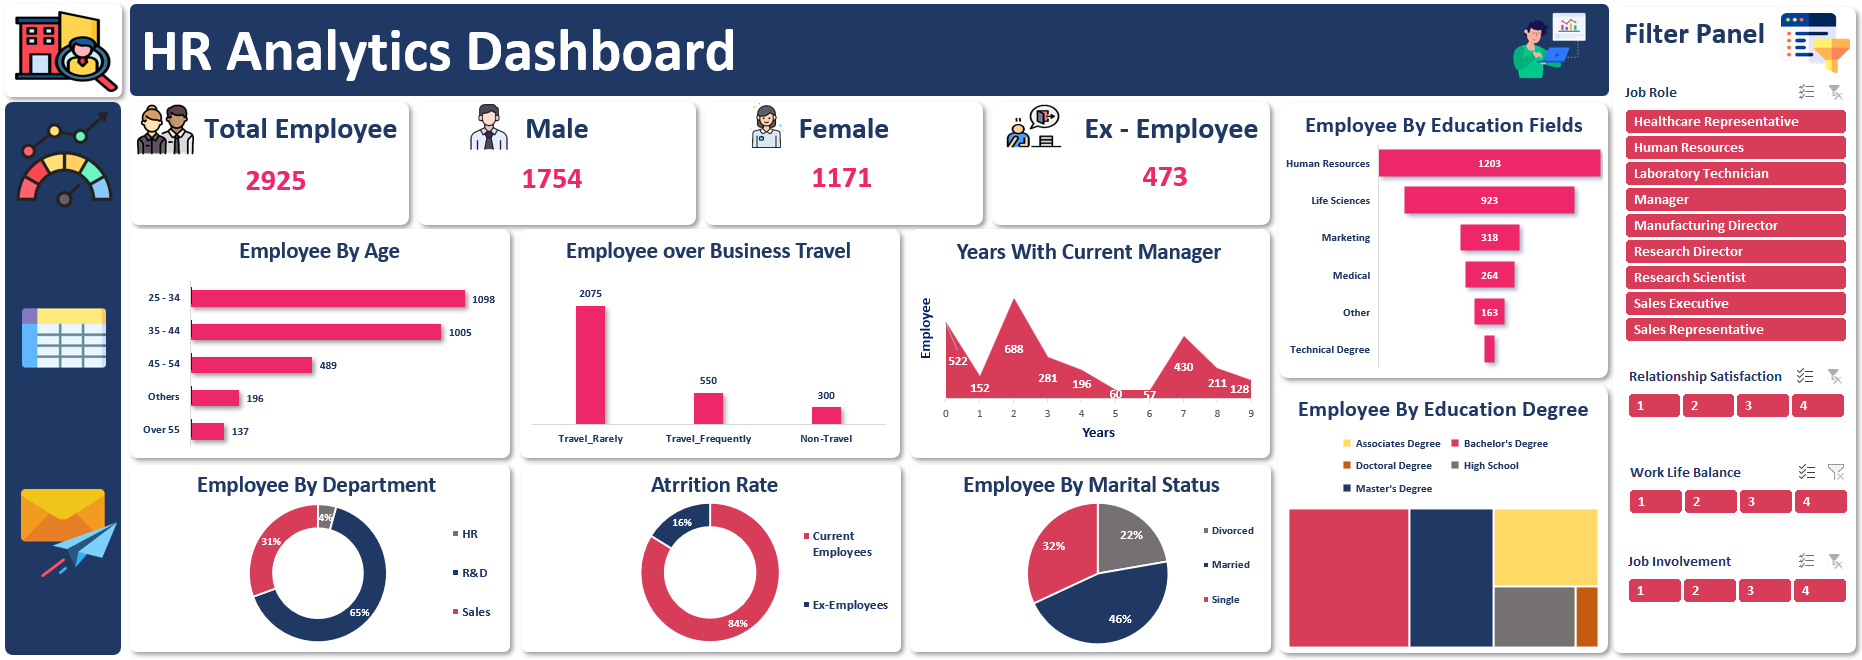 HR Analytics Dashboard
Filter Panel
Total Employee
2925
Male
1754
Female
1171
Ex - Employee
473
Employee By Age
25 - 34
1098
35 - 44
1005
45 - 54
489
Others
196
Over 55
137
Employee over Business Travel
2075
550
300
Travel_Rarely
Travel_Frequently
Non-Travel
Years With Current Manager
Employee
522
152
688
281
196
60
57
430
211
128
0 1 2 3 4 5 6 7 8 9
Years
Employee By Education Fields
Human Resources
1203
Life Sciences
923
Marketing
318
Medical
264
Other
163
Technical Degree
Employee By Department
4%
31%
65%
HR
R&D
Sales
Atrrition Rate
16%
84%
Current
Employees
Ex-Employees
Employee By Marital Status
22%
32%
46%
Divorced
Married
Single
Employee By Education Degree
Associates Degree
Bachelor's Degree
Doctoral Degree
High School
Master's Degree
Job Role
Healthcare Representative
Human Resources
Laboratory Technician
Manager
Manufacturing Director
Research Director
Research Scientist
Sales Executive
Sales Representative
Relationship Satisfaction
1 2 3 4
Work Life Balance
1 2 3 4
Job Involvement
1 2 3 4